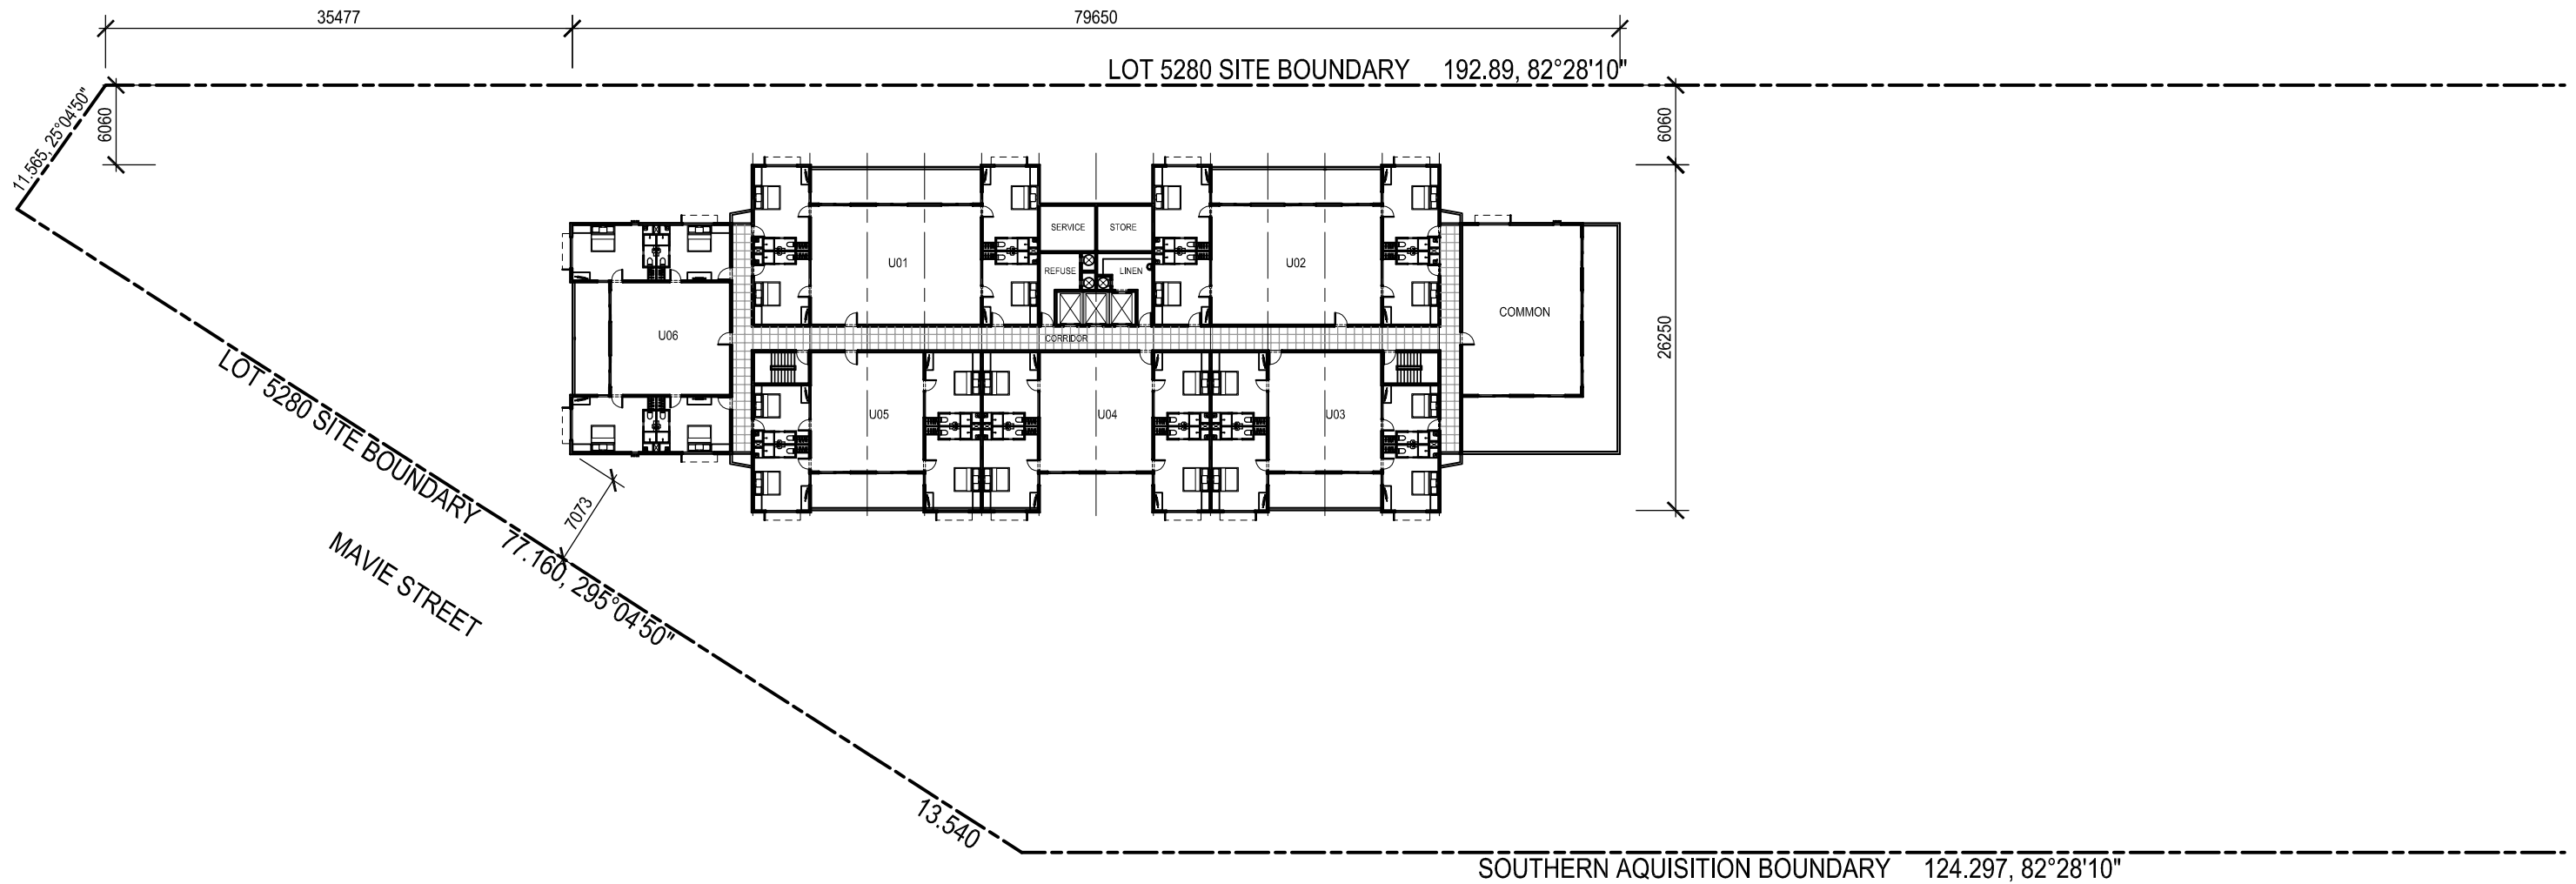 35477
79650
LOT 5280 SITE BOUNDARY 192.89, 82°28'10"
11.565, 25°04'50"
6060
6060
SERVICE
STORE
U01
REFUSE
LINEN
U02
COMMON
U06
CORRIDOR
26250
U05
U04
U03
LOT 5280 SITE BOUNDARY 77.160, 295°04'50"
7073
MAVIE STREET
13.540
SOUTHERN AQUISITION BOUNDARY 124.297, 82°28'10"